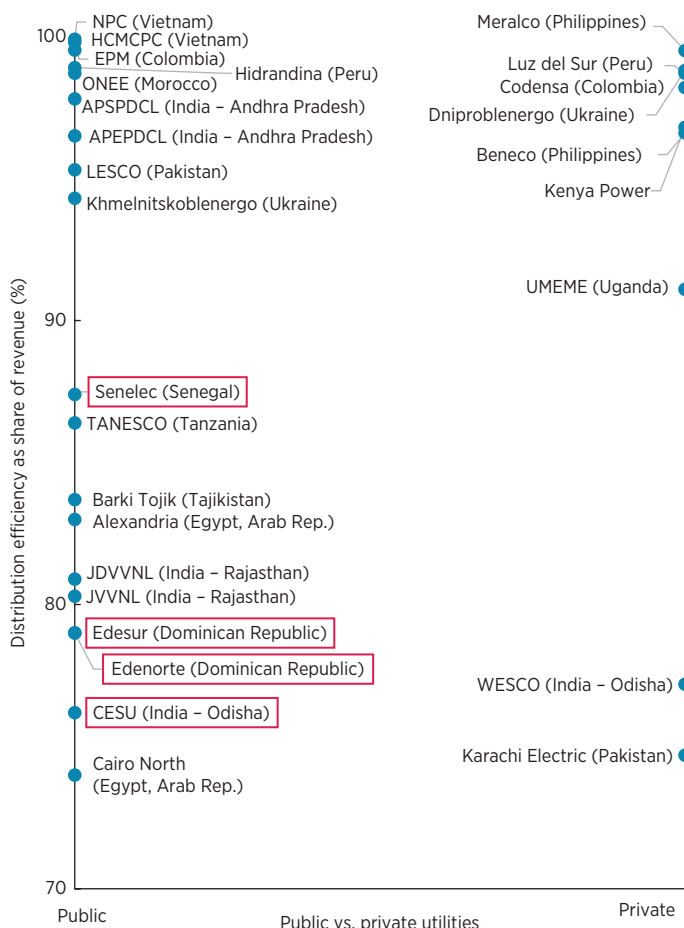 NPC (Vietnam)
HCMCPC (Vietnam)
EPM (Colombia)
Hidrandina (Peru)
ONEE (Morocco)
APSPDCL (India – Andhra Pradesh)
APEPDCL (India – Andhra Pradesh)
LESCO (Pakistan)
Khmelnitskoblenergo (Ukraine)
Senelec (Senegal)
TANESCO (Tanzania)
Barki Tojik (Tajikistan)
Alexandria (Egypt, Arab Rep.)
JDVVNL (India – Rajasthan)
JVVNL (India – Rajasthan)
Edesur (Dominican Republic)
Edenorte (Dominican Republic)
CESU (India – Odisha)
Cairo North
(Egypt, Arab Rep.)
Meralco (Philippines)
Luz del Sur (Peru)
Codensa (Colombia)
Dniproblenergo (Ukraine)
Beneco (Philippines)
Kenya Power
UMEME (Uganda)
WESCO (India – Odisha)
Karachi Electric (Pakistan)
100
90
80
70
Distribution efficiency as share of revenue (%)
Public
Private
Public vs. private utilities